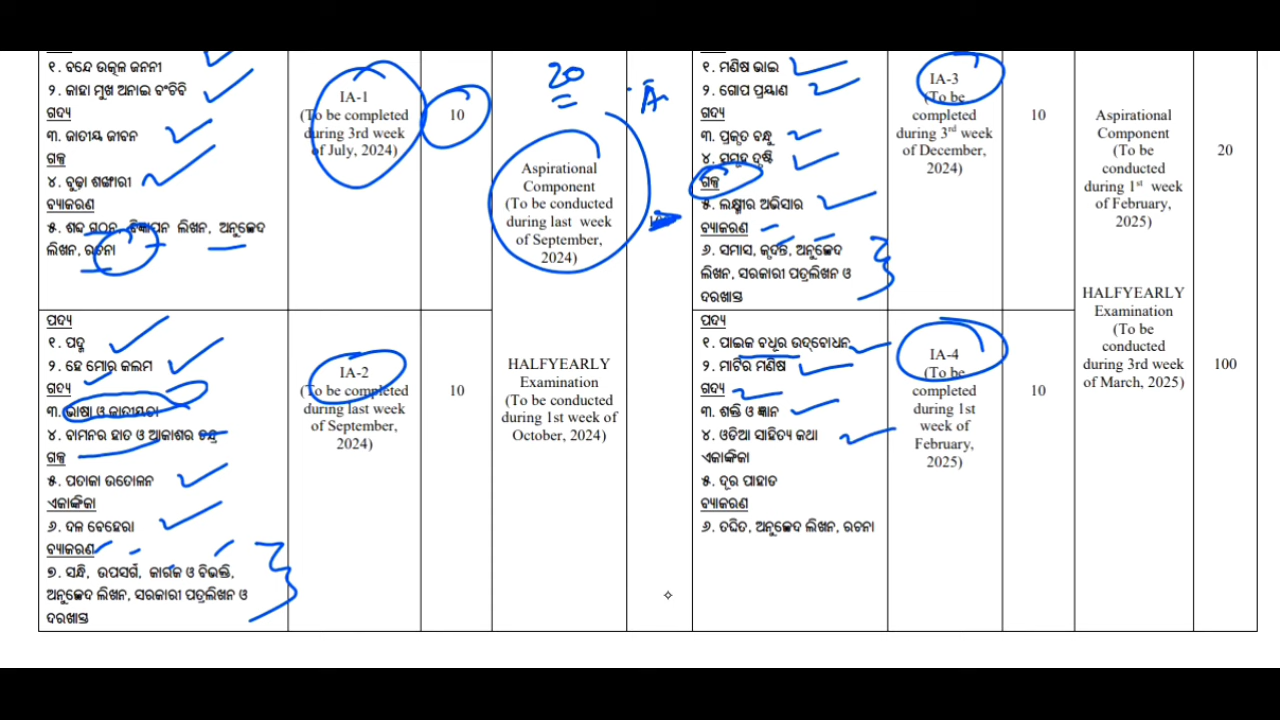 ୧. ବନ୍ଦେ ଉତ୍କଳ ଜନନୀ
୨. କାହା ମୁଖ ଅନାଇ ବଂଚିବି
ଗଦ୍ୟ
୩. ଜାତୀୟ ଜୀବନ
ଗଳ୍ପ
୪. ବୁଢ଼ା ଶଙ୍ଖାରୀ
ବ୍ୟାକରଣ
୫. ଶବ୍ଦ ଗଠନ, ବିଜ୍ଞାପନ ଲିଖନ, ଅନୁଚ୍ଛେଦ
ଲିଖନ, ରଚନା
IA-1
(To be completed
during 3rd week
of July, 2024)
10
20
Aspirational
Component
(To be conducted
during last week
of September,
2024)
A
୧. ମଣିଷ ଭାଇ
୨. ଗୋପ ପ୍ରୟାଣ
ଗଦ୍ୟ
୩. ପ୍ରକୃତ ବନ୍ଧୁ
୪. ସମୁଦ୍ର ଦୃଷ୍ଟି
ଗଳ୍ପ
୫. ଲକ୍ଷ୍ମୀର ଅଭିସାର
ବ୍ୟାକରଣ
୬. ସମାସ, କୃଦନ୍ତ, ଅନୁଚ୍ଛେଦ
ଲିଖନ, ସରକାରୀ ପତ୍ରଲିଖନ ଓ
ଦରଖାସ୍ତ
IA-3
(To be
completed
during 3rd week
of December,
2024)
10
Aspirational
Component
(To be
conducted
during 1st week
of February,
2025)
20
ପଦ୍ୟ
୧. ପଦ୍ମ
୨. ହେ ମୋର କଲମ
ଗଦ୍ୟ
୩. ଭାଷା ଓ ଜାତୀୟତା
୪. ବାମନର ହାତ ଓ ଆକାଶର ଚନ୍ଦ୍ର
ଗଳ୍ପ
୫. ପତାକା ଉତୋଳନ
ଏକାଙ୍କିକା
୬. ଦଳ ବେହେରା
ବ୍ୟାକରଣ
୭. ସନ୍ଧି, ଉପସର୍ଗ, କାରକ ଓ ବିଭକ୍ତି,
ଅନୁଚ୍ଛେଦ ଲିଖନ, ସରକାରୀ ପତ୍ରଲିଖନ ଓ
ଦରଖାସ୍ତ
IA-2
(To be completed
during last week
of September,
2024)
10
HALFYEARLY
Examination
(To be conducted
during 1st week of
October, 2024)
ପଦ୍ୟ
୧. ପାଇକ ବଧୂର ଉଦ୍‌ବୋଧନ
୨. ମାଟିର ମଣିଷ
ଗଦ୍ୟ
୩. ଶକ୍ତି ଓ ଜ୍ଞାନ
୪. ଓଡିଆ ସାହିତ୍ୟ କଥା
ଏକାଙ୍କିକା
୫. ଦୂର ପାହାଡ
ବ୍ୟାକରଣ
୬. ତଦ୍ଧିତ, ଅନୁଚ୍ଛେଦ ଲିଖନ, ରଚନା
IA-4
(To be
completed
during 1st
week of
February,
2025)
10
HALFYEARLY
Examination
(To be
conducted
during 3rd week
of March, 2025)
100